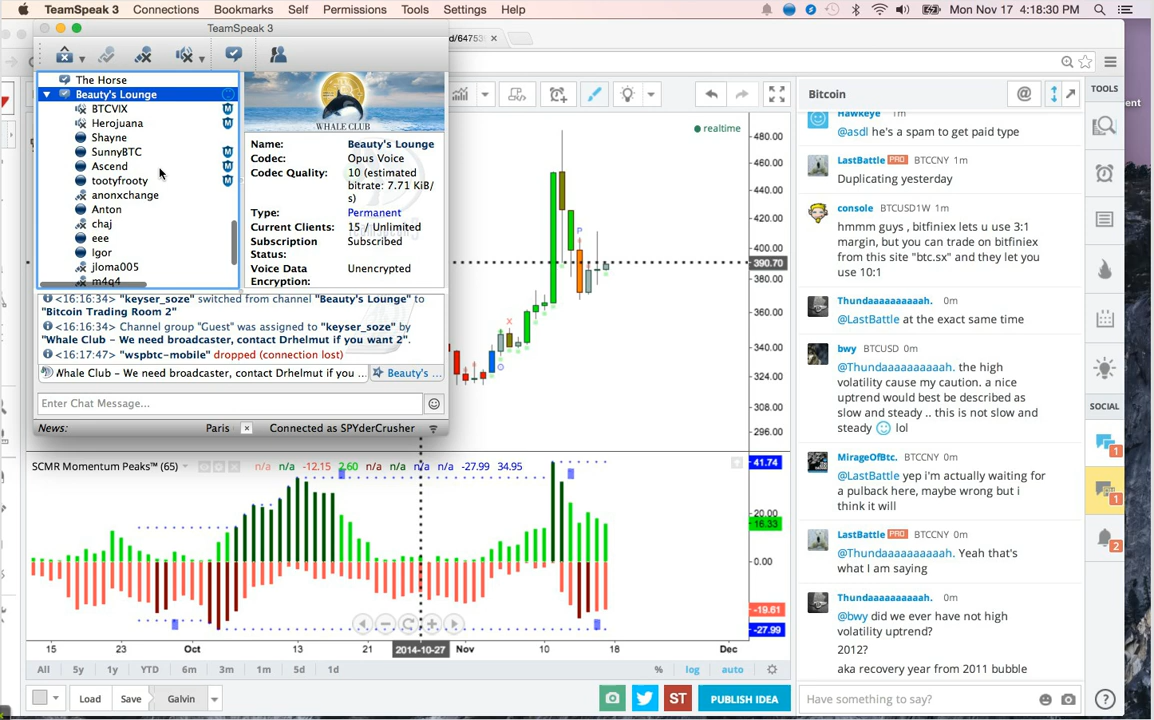 TeamSpeak 3 Connections Bookmarks Self Permissions Tools Settings Help
Mon Nov 17 4:18:30 PM
TeamSpeak 3
The Horse
Beauty's Lounge
BTCVIX
Herojuana
Shayne
SunnyBTC
Ascend
tootyfrooty
anonxchange
Anton
chaj
eee
Igor
jloma005
m4q4
WHALE CLUB
Name: Beauty's Lounge
Codec: Opus Voice
Codec Quality: 10 (estimated
bitrate: 7.71 KiB/
s)
Type: Permanent
Current Clients: 15 / Unlimited
Subscription Subscribed
Status:
Voice Data Unencrypted
Encryption:
<16:16:34> "keyser_soze" switched from channel "Beauty's Lounge" to
"Bitcoin Trading Room 2"
<16:16:34> Channel group "Guest" was assigned to "keyser_soze" by
"Whale Club – We need broadcaster, contact Drhelmut if you want 2".
<16:17:47> "wspbtc-mobile" dropped (connection lost)
Whale Club – We need broadcaster, contact Drhelmut if you ...
Beauty's ...
Enter Chat Message...
News: Paris x Connected as SPYderCrusher
realtime
480.00
460.00
440.00
420.00
400.00
390.70
380.00
360.00
340.00
324.00
308.00
296.00
P
X
O
SCMR Momentum Peaks™ (65) n/a n/a -12.15 2.60 n/a n/a n/a n/a -27.99 34.95
41.74
20.00
16.33
0.00
-19.61
-27.99
15 23 Oct 13 21 2014-10-27 Nov 10 18 Dec
All 5y 1y YTD 6m 3m 1m 5d 1d % log auto
Load Save Galvin
ST PUBLISH IDEA
Bitcoin
@
Hawkeye 1m
@asdl he's a spam to get paid type
LastBattle PRO BTCCNY 1m
Duplicating yesterday
console BTCUSD1W 1m
hmmm guys , bitfiniex lets u use 3:1
margin, but you can trade on bitfiniex
from this site "btc.sx" and they let you
use 10:1
Thundaaaaaaaaaah. 0m
@LastBattle at the exact same time
bwy BTCUSD 0m
@Thundaaaaaaaaaah. the high
volatility cause my caution. a nice
uptrend would best be described as
slow and steady .. this is not slow and
steady lol
MirageOfBtc. BTCCNY 0m
@LastBattle yep i'm actually waiting for
a pulback here, maybe wrong but i
think it will
LastBattle PRO BTCCNY 0m
@Thundaaaaaaaaaah. Yeah that's
what I am saying
Thundaaaaaaaaaah. 0m
@bwy did we ever have not high
volatility uptrend?
2012?
aka recovery year from 2011 bubble
Have something to say?
TOOLS
SOCIAL
1
1
2
?